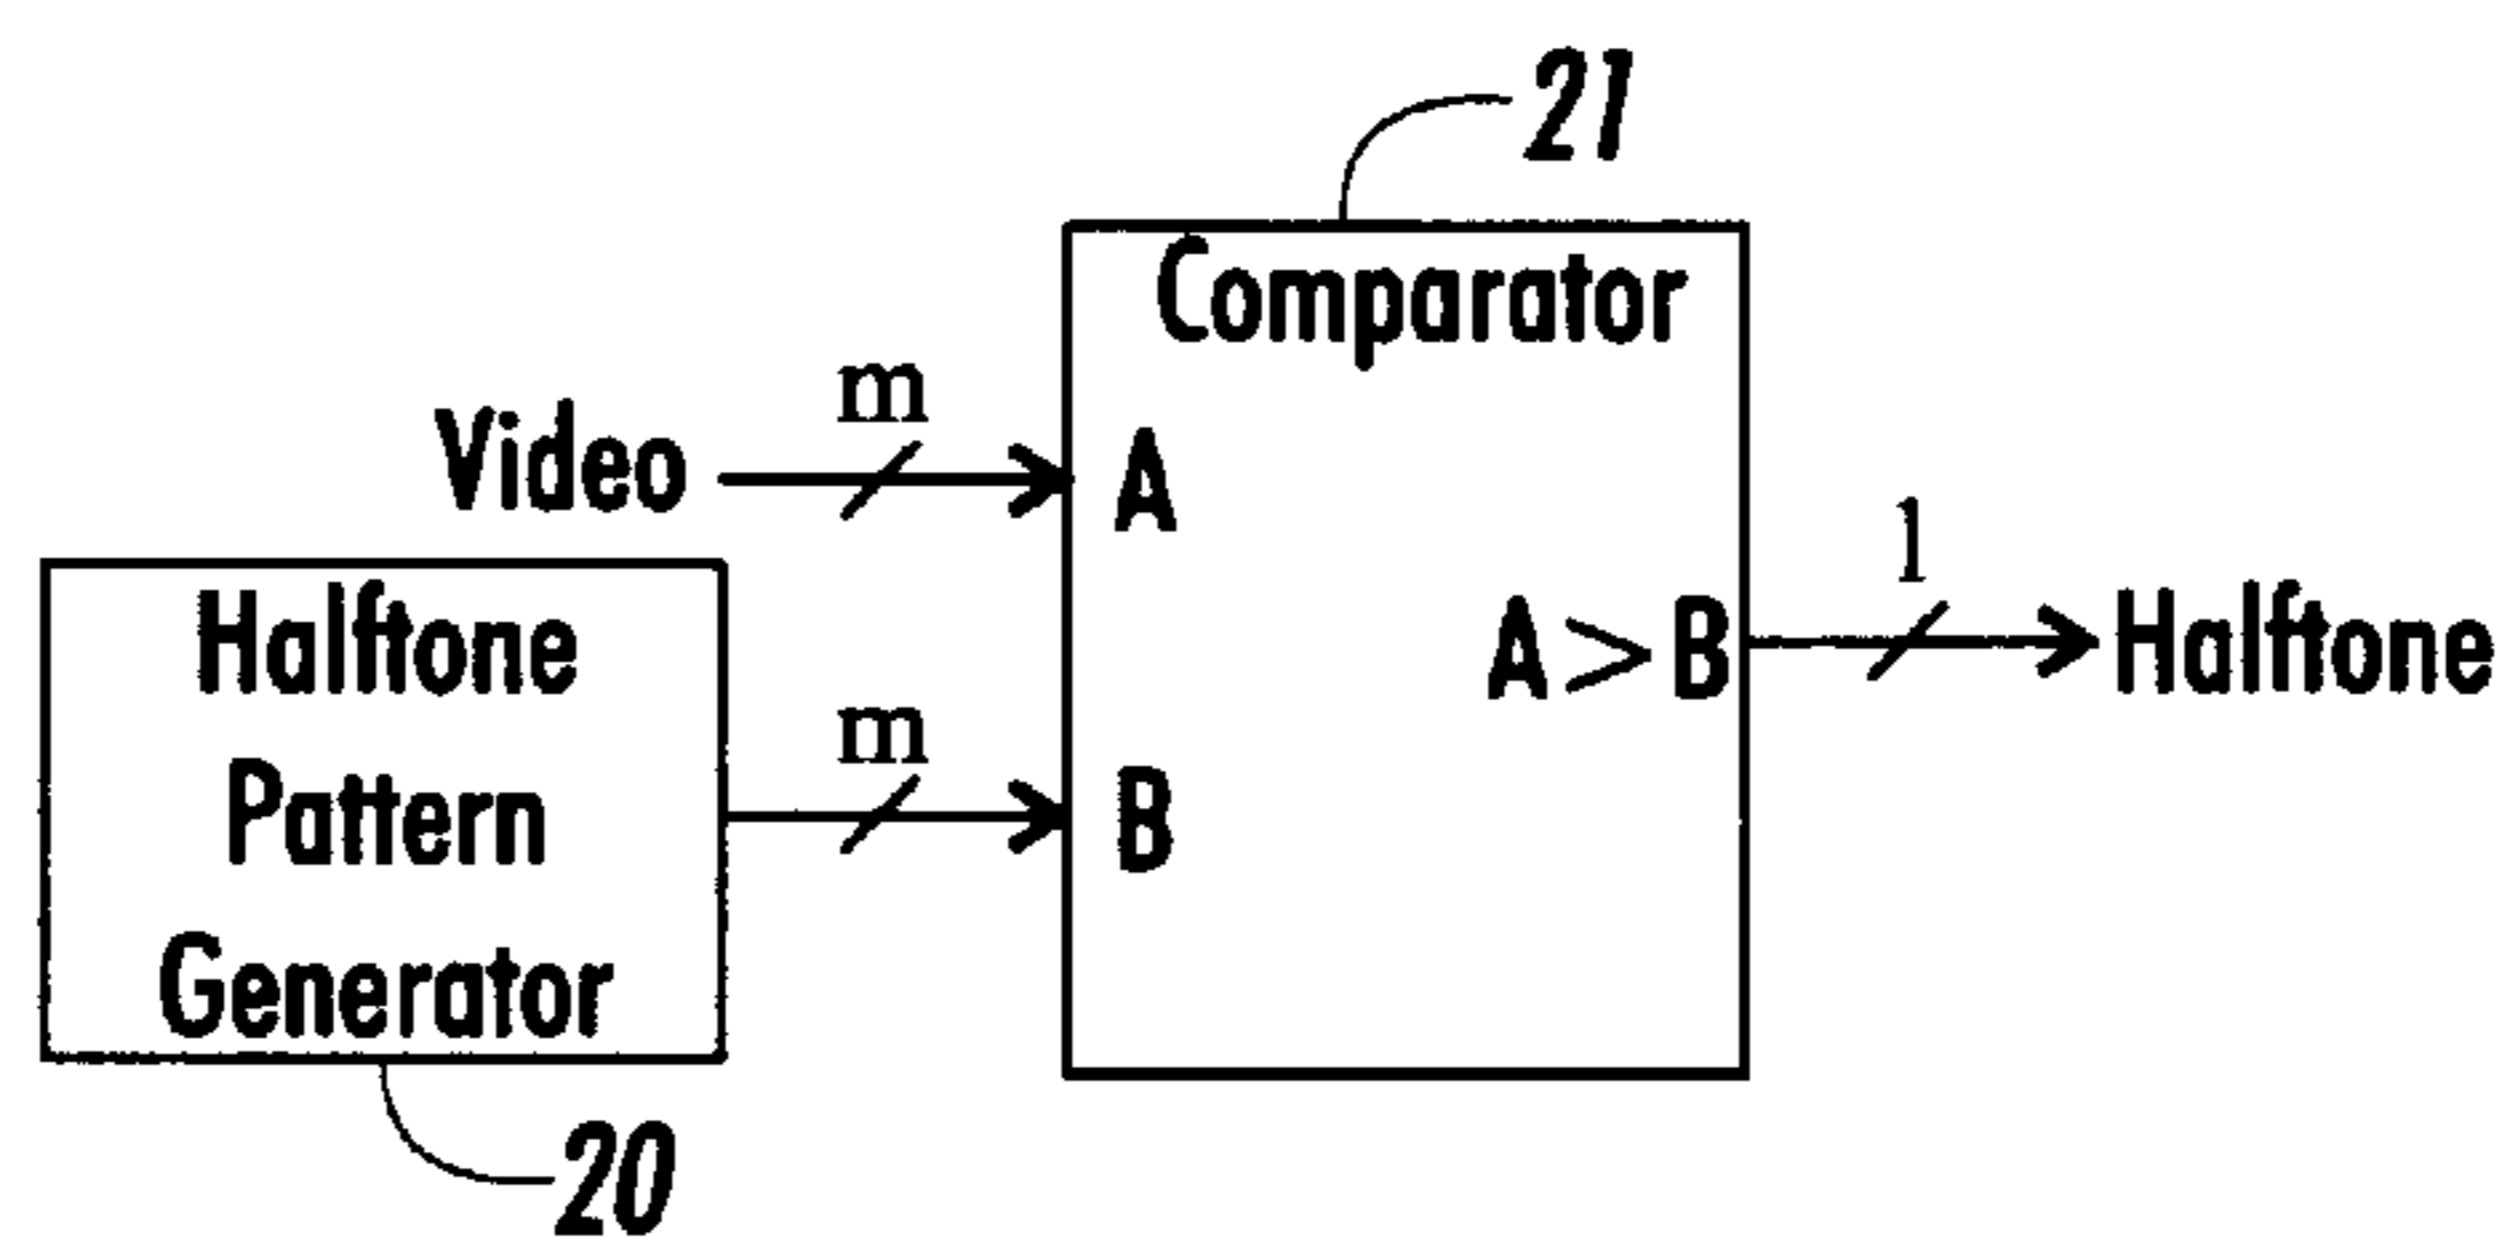 21
Comparator
m
Video
A
1
Halftone
A>B
Halftone
Pattern
Generator
m
B
20